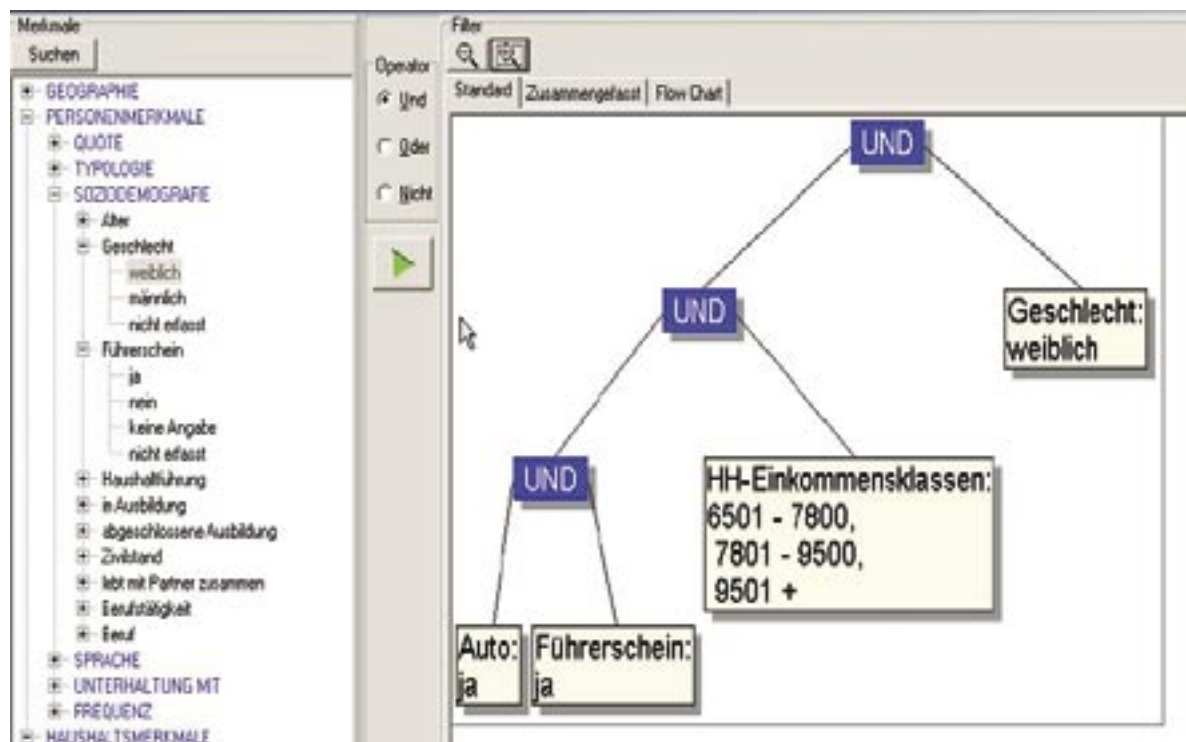 Merkmale
Suchen
GEOGRAPHIE
PERSONENMERKMALE
QUOTE
TYPOLOGIE
SOZIODEMOGRAFIE
Alter
Geschlecht
weiblich
männlich
nicht erfasst
Führerschein
ja
nein
keine Angabe
nicht erfasst
Haushaltführung
in Ausbildung
abgeschlossene Ausbildung
Zivilstand
lebt mit Partner zusammen
Berufstätigkeit
Beruf
SPRACHE
UNTERHALTUNG MIT
FREQUENZ
HAUSHALTSMERKMALE
Operator
Und
Oder
Nicht
Filter
Standard Zusammengefasst Flow Chart
UND
UND
Geschlecht:
weiblich
UND
HH-Einkommensklassen:
6501 - 7800,
7801 - 9500,
9501 +
Auto:
ja
Führerschein:
ja